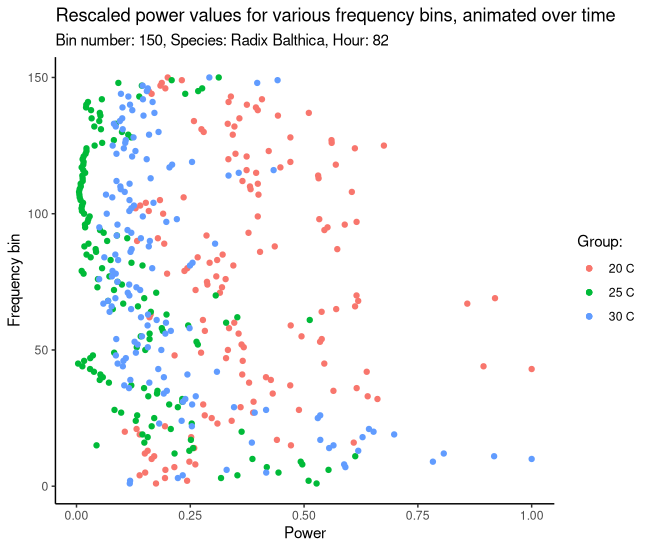 Rescaled power values for various frequency bins, animated over time
Bin number: 150, Species: Radix Balthica, Hour: 82
150
100
50
0
Frequency bin
0.00 0.25 0.50 0.75 1.00
Power
Group:
20 C
25 C
30 C